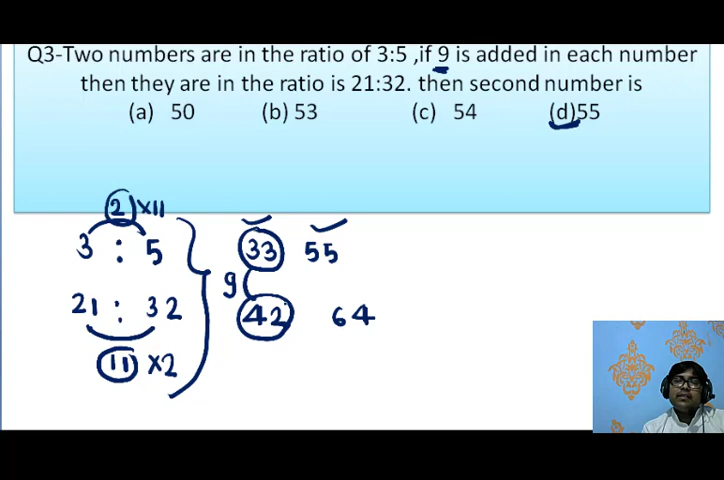 Q3-Two numbers are in the ratio of 3:5 ,if 9 is added in each number
then they are in the ratio is 21:32. then second number is
(a) 50 (b) 53 (c) 54 (d)55
2 ×11
3 : 5 33 55
9
21 : 32 42 64
11 ×2